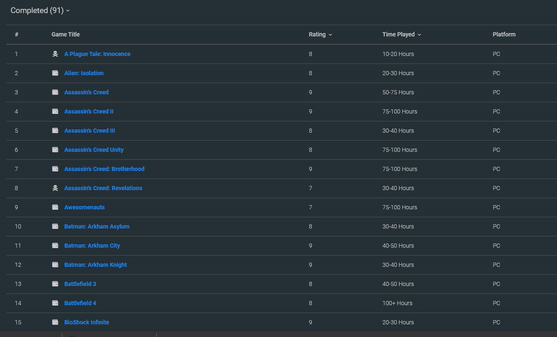 Completed (91)
# Game Title Rating Time Played Platform
1 A Plague Tale: Innocence 8 10-20 Hours PC
2 Alien: Isolation 8 20-30 Hours PC
3 Assassin's Creed 9 50-75 Hours PC
4 Assassin's Creed II 9 75-100 Hours PC
5 Assassin's Creed III 8 30-40 Hours PC
6 Assassin's Creed Unity 8 75-100 Hours PC
7 Assassin's Creed: Brotherhood 9 75-100 Hours PC
8 Assassin's Creed: Revelations 7 30-40 Hours PC
9 Awesomenauts 7 75-100 Hours PC
10 Batman: Arkham Asylum 8 30-40 Hours PC
11 Batman: Arkham City 9 40-50 Hours PC
12 Batman: Arkham Knight 9 30-40 Hours PC
13 Battlefield 3 8 40-50 Hours PC
14 Battlefield 4 8 100+ Hours PC
15 BioShock Infinite 9 20-30 Hours PC